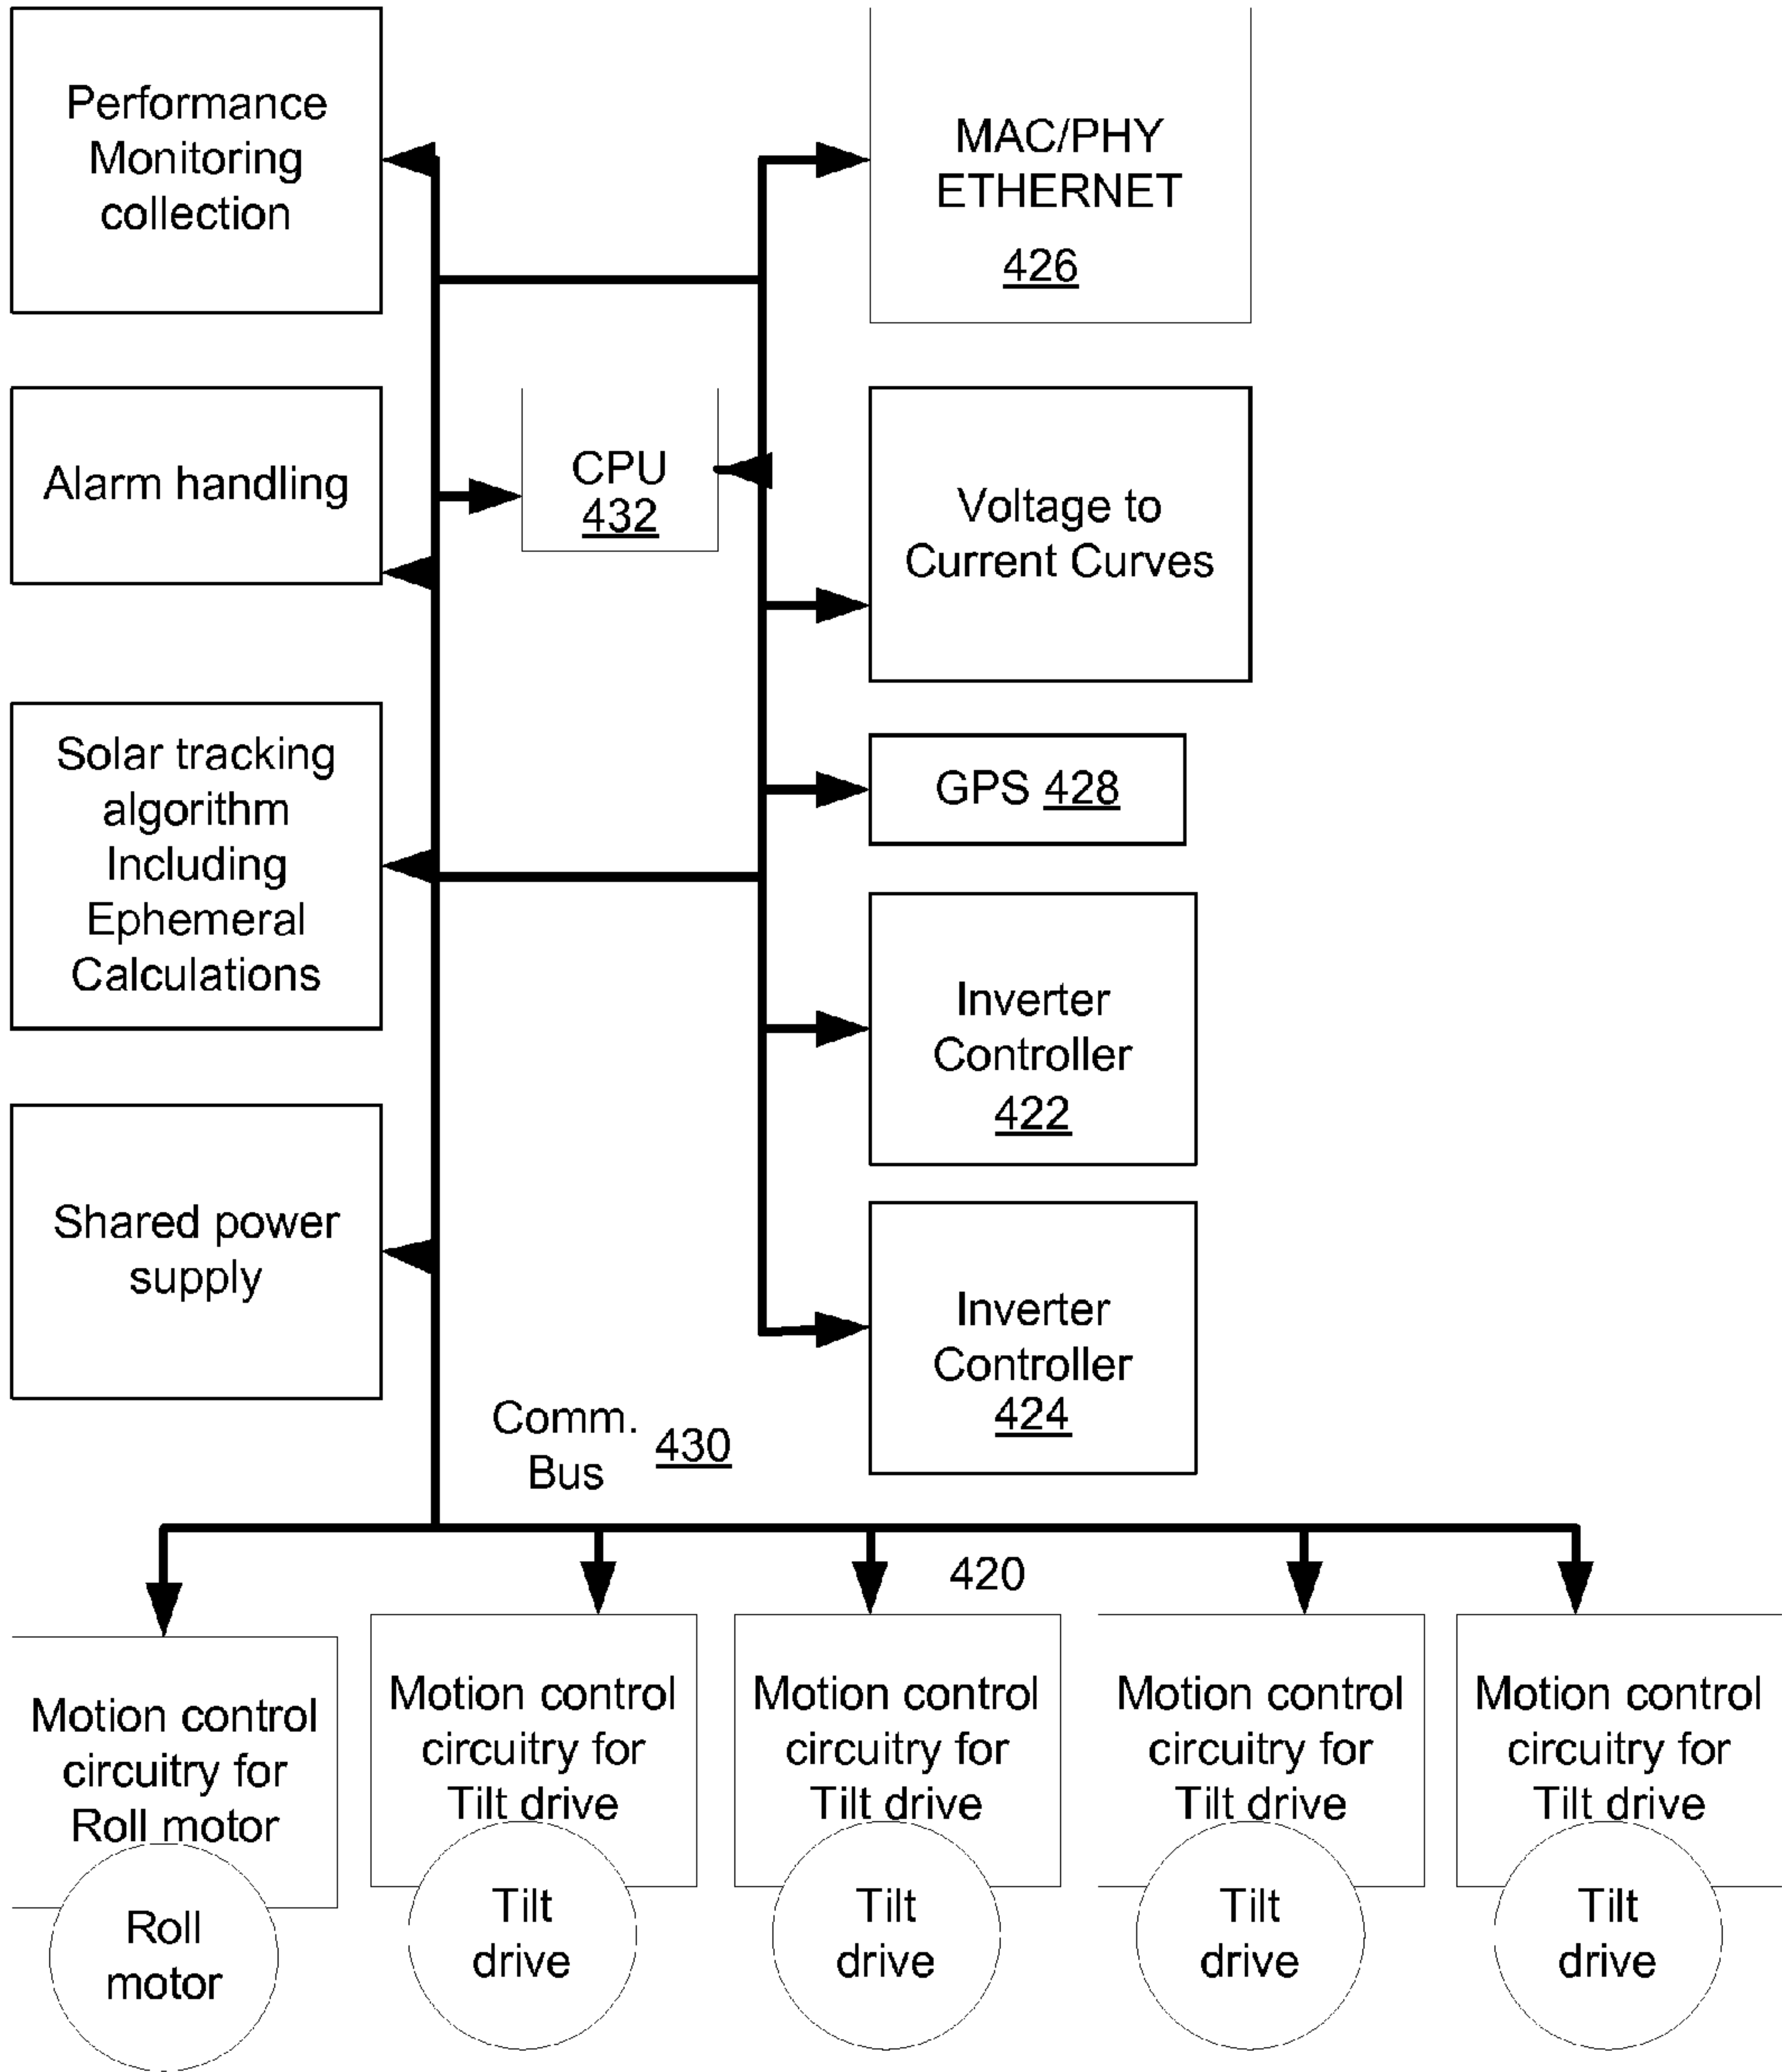 Performance
Monitoring
collection
MAC/PHY
ETHERNET
426
Alarm handling
CPU
432
Voltage to
Current Curves
Solar tracking
algorithm
Including
Ephemeral
Calculations
GPS 428
Inverter
Controller
422
Shared power
supply
Inverter
Controller
424
Comm.
Bus
430
420
Motion control
circuitry for
Roll motor
Roll
motor
Motion control
circuitry for
Tilt drive
Tilt
drive
Motion control
circuitry for
Tilt drive
Tilt
drive
Motion control
circuitry for
Tilt drive
Tilt
drive
Motion control
circuitry for
Tilt drive
Tilt
drive